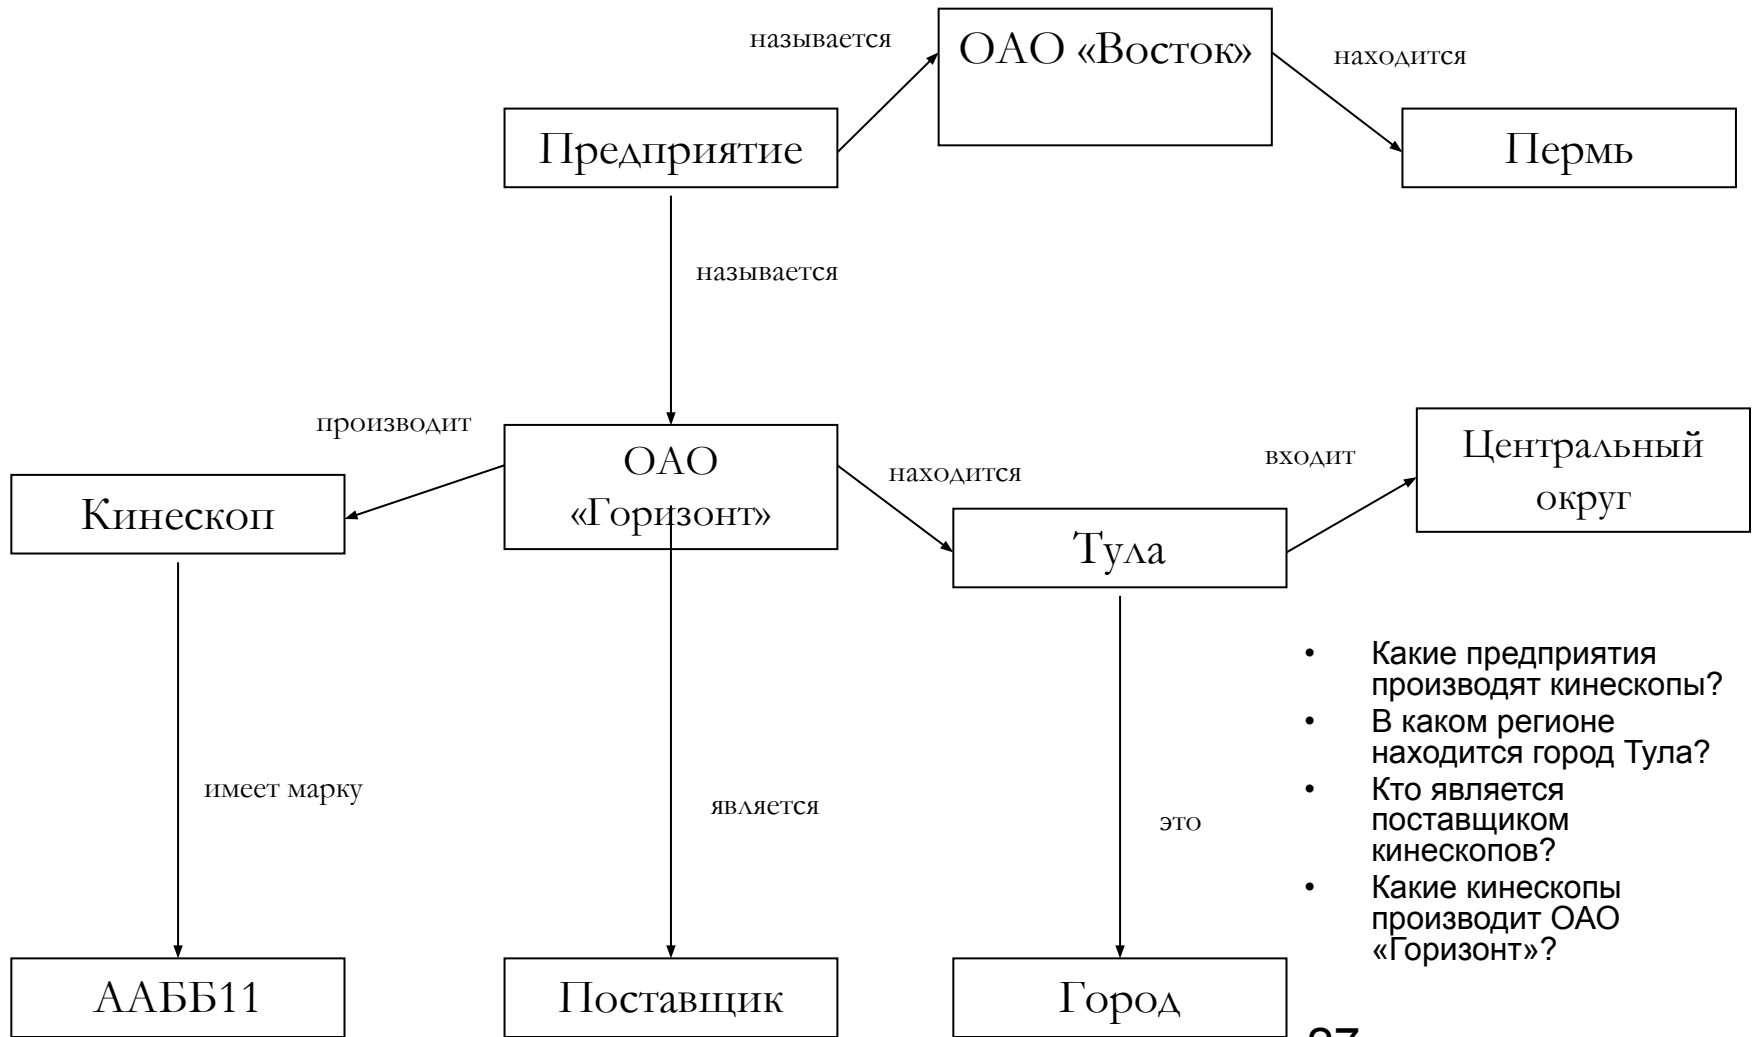 называется
ОАО «Восток»
находится
Предприятие
Пермь
называется
производит
ОАО
«Горизонт»
находится
входит
Центральный
округ
Кинескоп
Тула
имеет марку
является
это
• Какие предприятия
производят кинескопы?
• В каком регионе
находится город Тула?
• Кто является
поставщиком
кинескопов?
• Какие кинескопы
производит ОАО
«Горизонт»?
ААББ11
Поставщик
Город